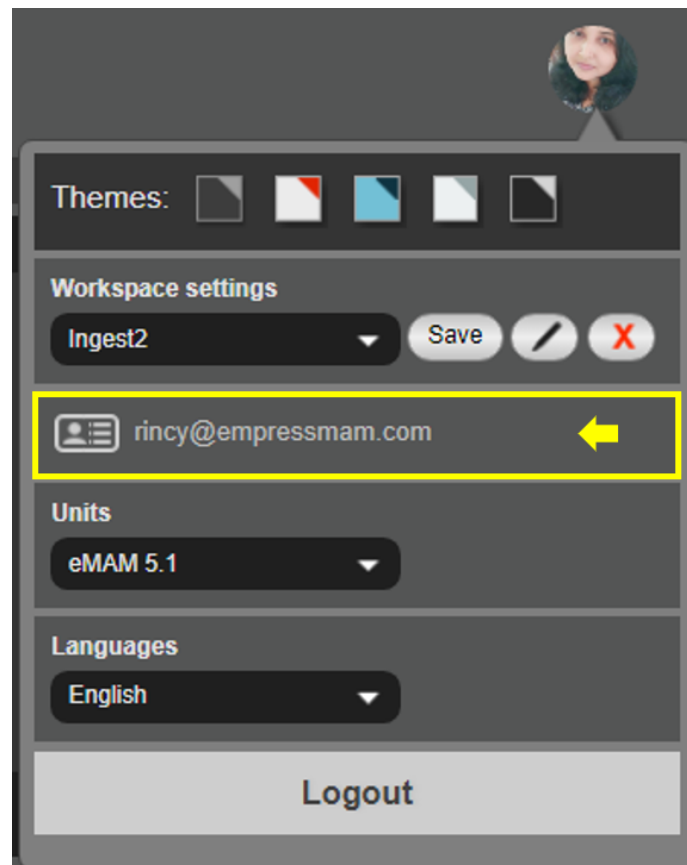 Themes:
Workspace settings
Ingest2
Save
X
rincy@empressmam.com
Units
eMAM 5.1
Languages
English
Logout